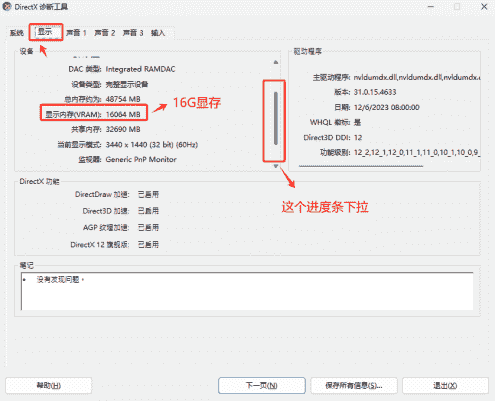 DirectX 诊断工具
系统 显示 声音 1 声音 2 声音 3 输入
设备
DAC 类型: Integrated RAMDAC
设备类型: 完整显示设备
总内存约为: 48754 MB
显示内存(VRAM): 16064 MB
16G显存
共享内存: 32690 MB
当前显示模式: 3440 x 1440 (32 bit) (60Hz)
监视器: Generic PnP Monitor
驱动程序
主驱动程序: nvldumdx.dll,nvldumdx.dll,nvldumdx.d
版本: 31.0.15.4633
日期: 12/6/2023 08:00:00
WHQL 徽标: 是
Direct3D DDI: 12
功能级别: 12_2,12_1,12_0,11_1,11_0,10_1,10_0,9_
这个进度条下拉
DirectX 功能
DirectDraw 加速: 已启用
Direct3D 加速: 已启用
AGP 纹理加速: 已启用
DirectX 12 旗舰版: 已启用
笔记
• 没有发现问题。
帮助(H) 下一页(N) 保存所有信息(S)... 退出(X)